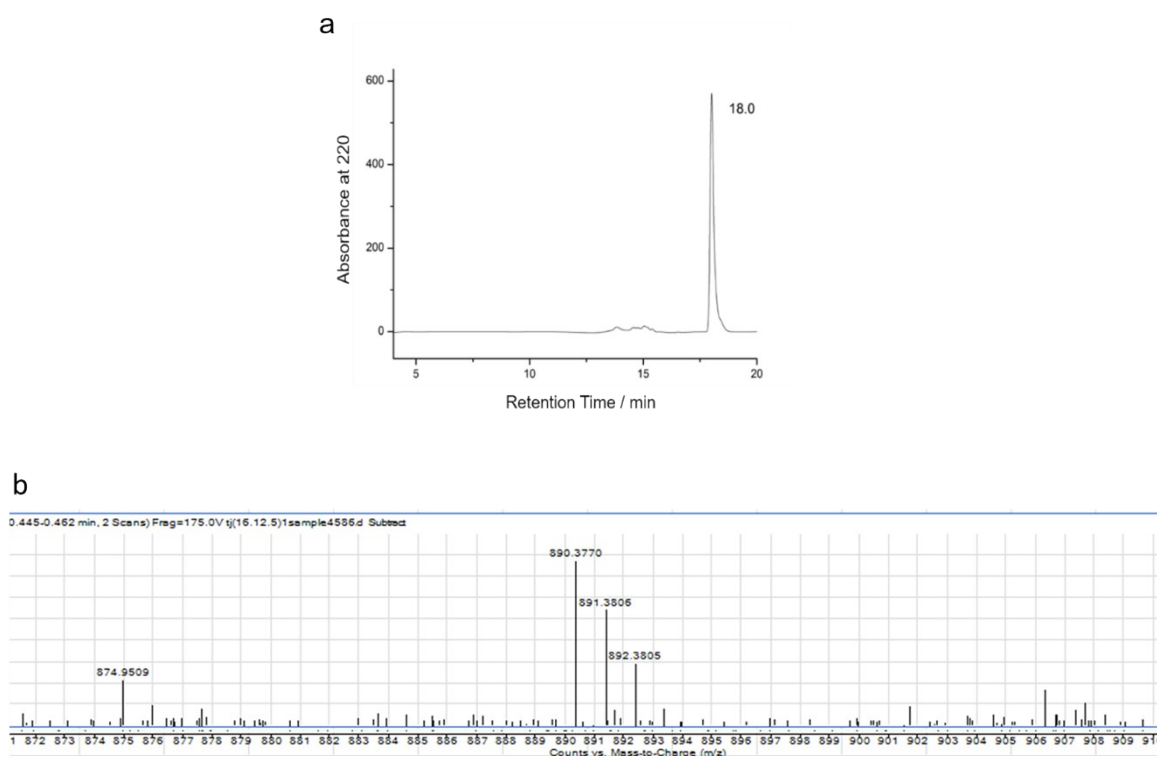 a
600
400
200
0
Absorbance at 220
18.0
5 10 15 20
Retention Time / min
b
0.445-0.462 min, 2 Scans) Frag=175.0V tj(16.12.5)1sample4586.d Subtract
890.3770
891.3806
892.3805
874.9509
1 872 873 874 875 876 877 878 879 880 881 882 883 884 885 886 887 888 889 890 891 892 893 894 895 896 897 898 899 900 901 902 903 904 905 906 907 908 909 910
Counts vs. Mass-to-Charge (m/z)